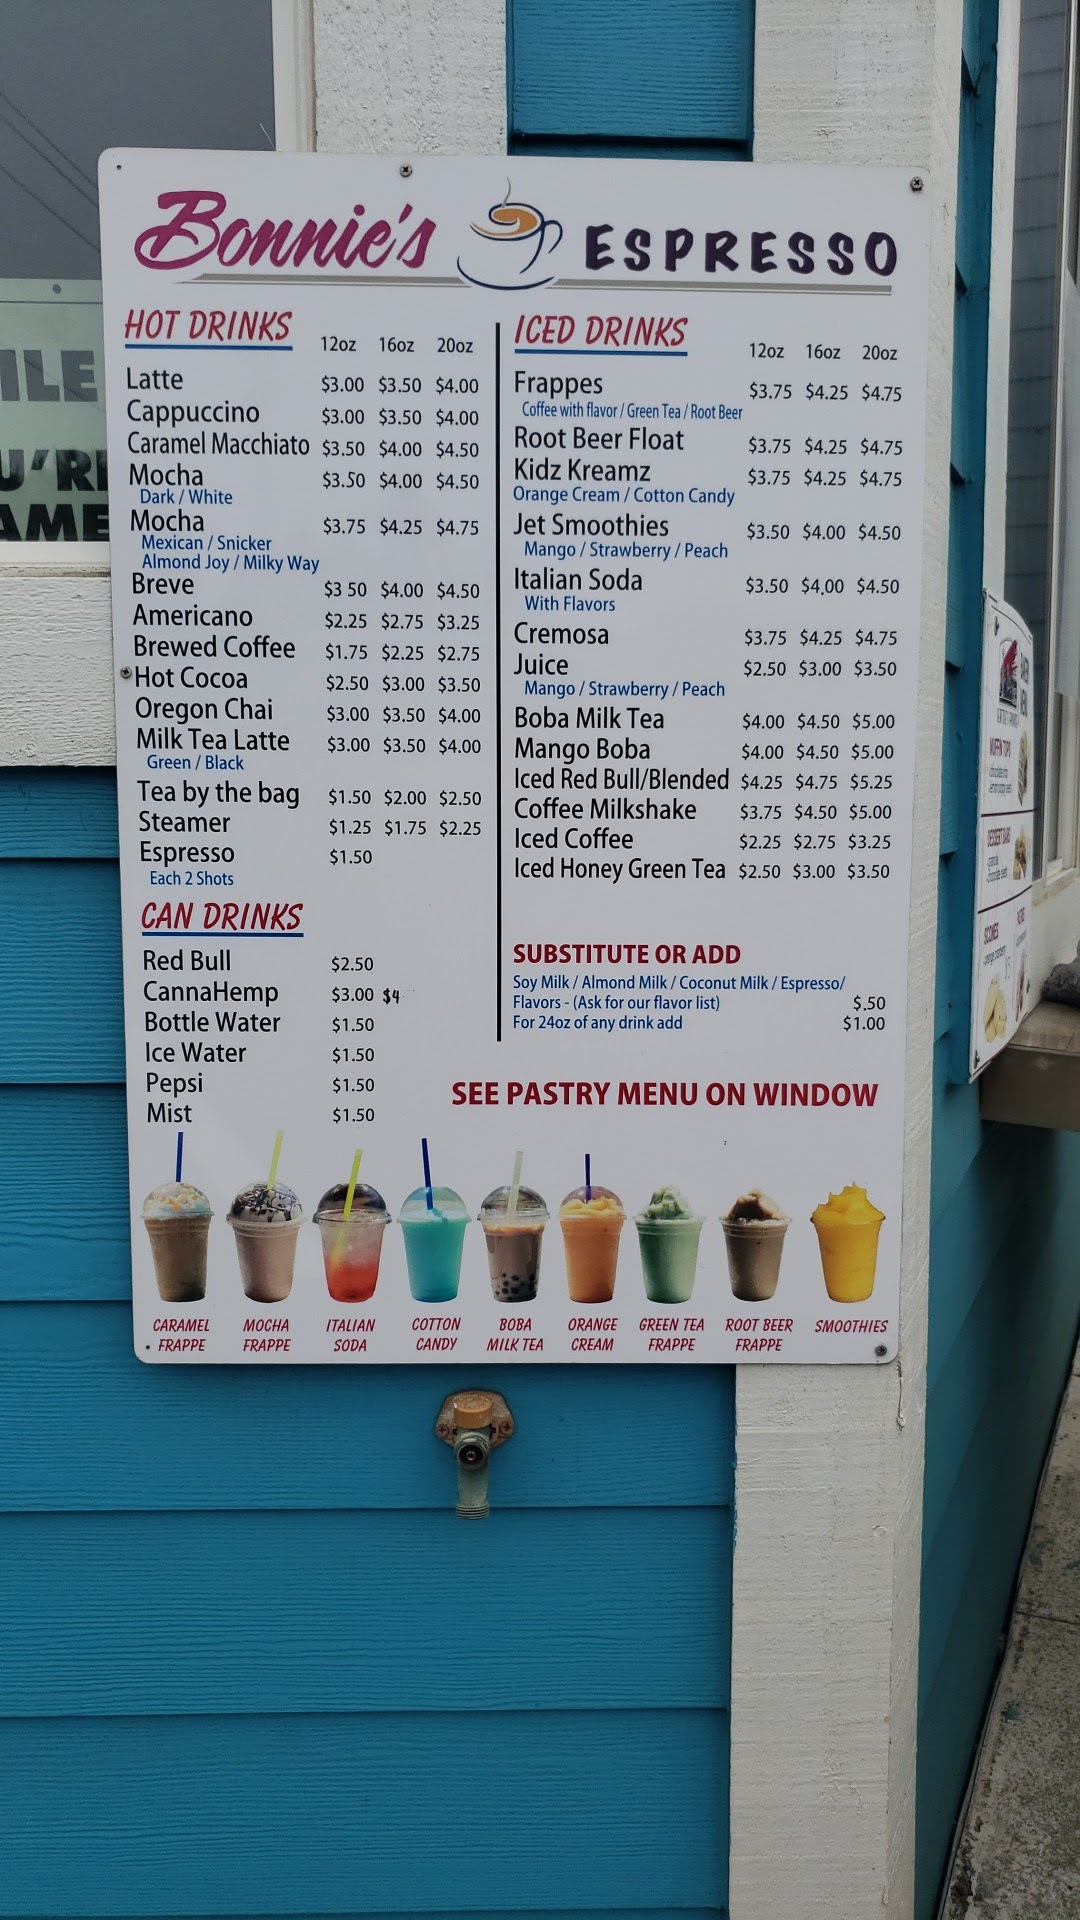 Bonnie's ESPRESSO
HOT DRINKS
12oz 16oz 20oz
Latte $3.00 $3.50 $4.00
Cappuccino $3.00 $3.50 $4.00
Caramel Macchiato $3.50 $4.00 $4.50
Mocha $3.50 $4.00 $4.50
Dark / White
Mocha $3.75 $4.25 $4.75
Mexican / Snicker
Almond Joy / Milky Way
Breve $3 50 $4.00 $4.50
Americano $2.25 $2.75 $3.25
Brewed Coffee $1.75 $2.25 $2.75
Hot Cocoa $2.50 $3.00 $3.50
Oregon Chai $3.00 $3.50 $4.00
Milk Tea Latte $3.00 $3.50 $4.00
Green / Black
Tea by the bag $1.50 $2.00 $2.50
Steamer $1.25 $1.75 $2.25
Espresso $1.50
Each 2 Shots
CAN DRINKS
Red Bull $2.50
CannaHemp $3.00 $4
Bottle Water $1.50
Ice Water $1.50
Pepsi $1.50
Mist $1.50
ICED DRINKS
12oz 16oz 20oz
Frappes $3.75 $4.25 $4.75
Coffee with flavor / Green Tea / Root Beer
Root Beer Float $3.75 $4.25 $4.75
Kidz Kreamz $3.75 $4.25 $4.75
Orange Cream / Cotton Candy
Jet Smoothies $3.50 $4.00 $4.50
Mango / Strawberry / Peach
Italian Soda $3.50 $4.00 $4.50
With Flavors
Cremosa $3.75 $4.25 $4.75
Juice $2.50 $3.00 $3.50
Mango / Strawberry / Peach
Boba Milk Tea $4.00 $4.50 $5.00
Mango Boba $4.00 $4.50 $5.00
Iced Red Bull/Blended $4.25 $4.75 $5.25
Coffee Milkshake $3.75 $4.50 $5.00
Iced Coffee $2.25 $2.75 $3.25
Iced Honey Green Tea $2.50 $3.00 $3.50
SUBSTITUTE OR ADD
Soy Milk / Almond Milk / Coconut Milk / Espresso/
Flavors - (Ask for our flavor list) $.50
For 24oz of any drink add $1.00
SEE PASTRY MENU ON WINDOW
CARAMEL FRAPPE
MOCHA FRAPPE
ITALIAN SODA
COTTON CANDY
BOBA MILK TEA
ORANGE CREAM
GREEN TEA FRAPPE
ROOT BEER FRAPPE
SMOOTHIES
ILE
U'RE
AME
MUFFIN TOPS
DESSERT BARS
SCONES